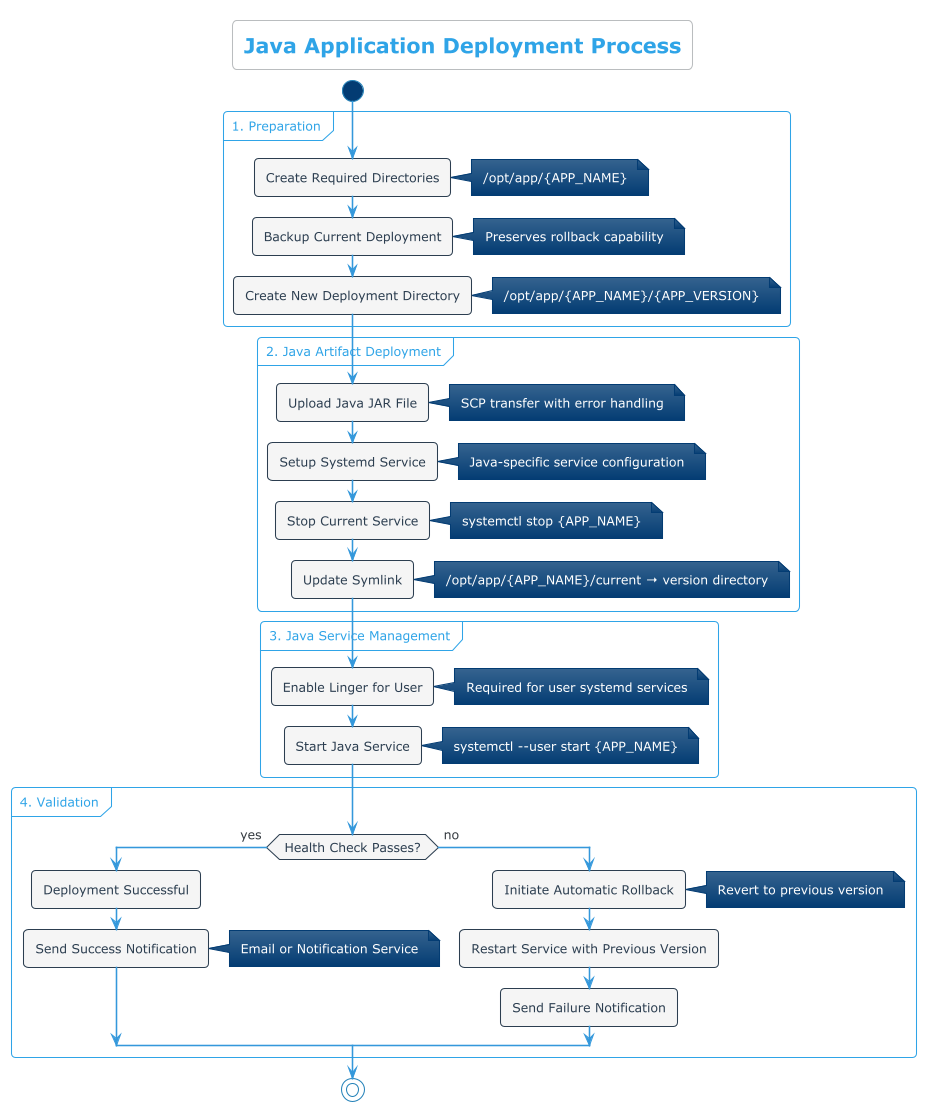 Java Application Deployment Process
1. Preparation
Create Required Directories
/opt/app/{APP_NAME}
Backup Current Deployment
Preserves rollback capability
Create New Deployment Directory
/opt/app/{APP_NAME}/{APP_VERSION}
2. Java Artifact Deployment
Upload Java JAR File
SCP transfer with error handling
Setup Systemd Service
Java-specific service configuration
Stop Current Service
systemctl stop {APP_NAME}
Update Symlink
/opt/app/{APP_NAME}/current → version directory
3. Java Service Management
Enable Linger for User
Required for user systemd services
Start Java Service
systemctl --user start {APP_NAME}
4. Validation
Health Check Passes?
yes
no
Deployment Successful
Send Success Notification
Email or Notification Service
Initiate Automatic Rollback
Revert to previous version
Restart Service with Previous Version
Send Failure Notification